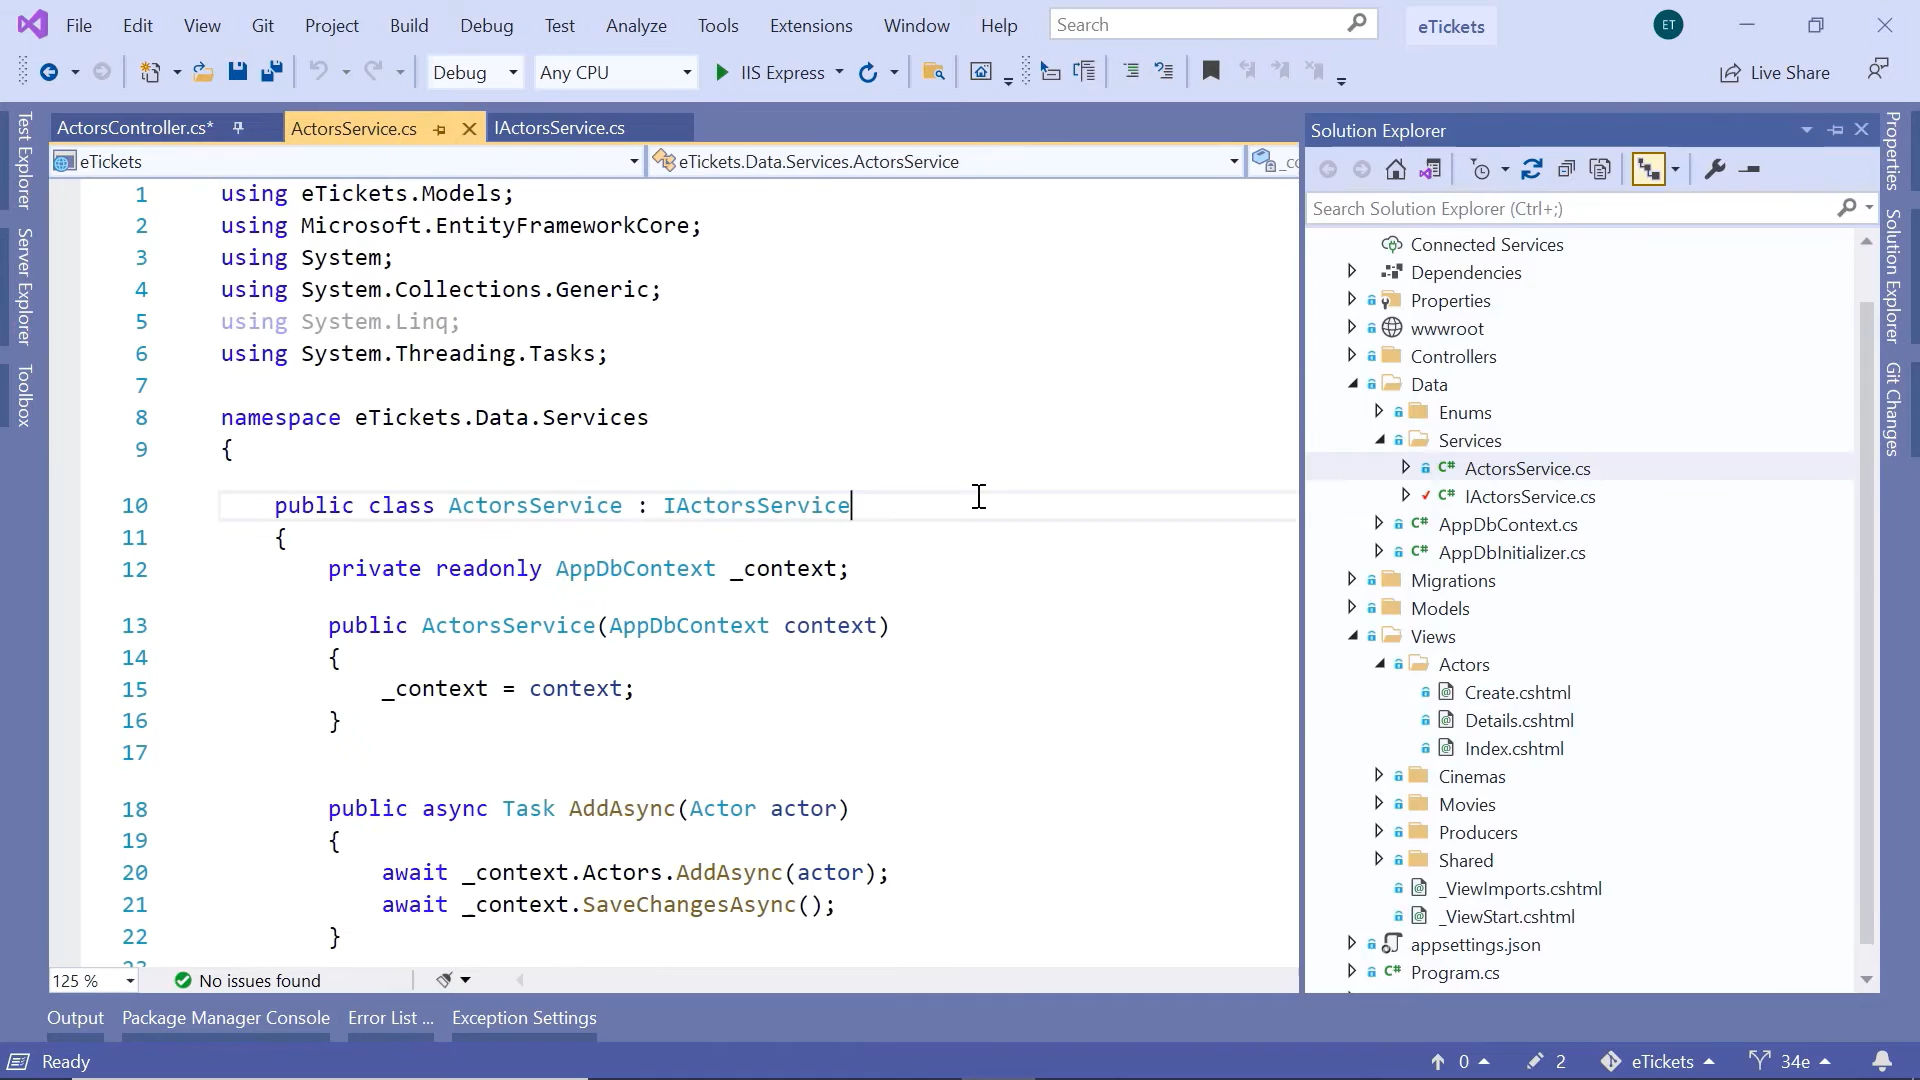 File Edit View Git Project Build Debug Test Analyze Tools Extensions Window Help Search eTickets ET
Debug Any CPU IIS Express Live Share
ActorsController.cs* ActorsService.cs IActorsService.cs
eTickets eTickets.Data.Services.ActorsService
Test Explorer
Server Explorer
Toolbox
1 using eTickets.Models;
2 using Microsoft.EntityFrameworkCore;
3 using System;
4 using System.Collections.Generic;
5 using System.Linq;
6 using System.Threading.Tasks;
7
8 namespace eTickets.Data.Services
9 {
10 public class ActorsService : IActorsService
11 {
12 private readonly AppDbContext _context;
13 public ActorsService(AppDbContext context)
14 {
15 _context = context;
16 }
17
18 public async Task AddAsync(Actor actor)
19 {
20 await _context.Actors.AddAsync(actor);
21 await _context.SaveChangesAsync();
22 }
125 % No issues found
Solution Explorer
Search Solution Explorer (Ctrl+;)
Connected Services
Dependencies
Properties
wwwroot
Controllers
Data
Enums
Services
C# ActorsService.cs
C# IActorsService.cs
C# AppDbContext.cs
C# AppDbInitializer.cs
Migrations
Models
Views
Actors
Create.cshtml
Details.cshtml
Index.cshtml
Cinemas
Movies
Producers
Shared
_ViewImports.cshtml
_ViewStart.cshtml
appsettings.json
C# Program.cs
Properties
Solution Explorer
Git Changes
Output Package Manager Console Error List ... Exception Settings
Ready 0 2 eTickets 34e